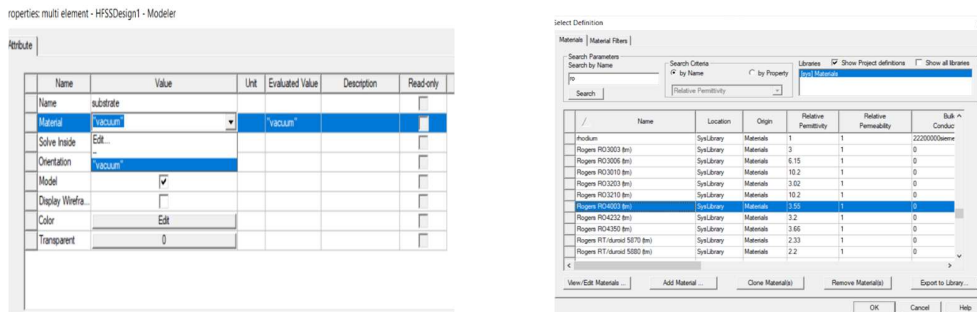 roperties: multi element - HFSSDesign1 - Modeler
Attribute
Name Value Unit Evaluated Value Description Read-only
Name substrate
Material "vacuum" "vacuum"
Solve Inside Edit...
Orientation "vacuum"
Model
Display Wirefra...
Color Edit
Transparent 0
Select Definition
Materials Material Filters
Search Parameters
Search by Name
ro
Search
Search Criteria
by Name by Property
Relative Permittivity
Libraries Show Project definitions Show all libraries
[sys] Materials
/ Name Location Origin Relative Permittivity Relative Permeability Bulk Conduc
rhodium SysLibrary Materials 1 1 22200000sieme
Rogers RO3003 (tm) SysLibrary Materials 3 1 0
Rogers RO3006 (tm) SysLibrary Materials 6.15 1 0
Rogers RO3010 (tm) SysLibrary Materials 10.2 1 0
Rogers RO3203 (tm) SysLibrary Materials 3.02 1 0
Rogers RO3210 (tm) SysLibrary Materials 10.2 1 0
Rogers RO4003 (tm) SysLibrary Materials 3.55 1 0
Rogers RO4232 (tm) SysLibrary Materials 3.2 1 0
Rogers RO4350 (tm) SysLibrary Materials 3.66 1 0
Rogers RT/duroid 5870 (tm) SysLibrary Materials 2.33 1 0
Rogers RT/duroid 5880 (tm) SysLibrary Materials 2.2 1 0
View/Edit Materials ... Add Material ... Clone Material(s) Remove Material(s) Export to Library...
OK Cancel Help